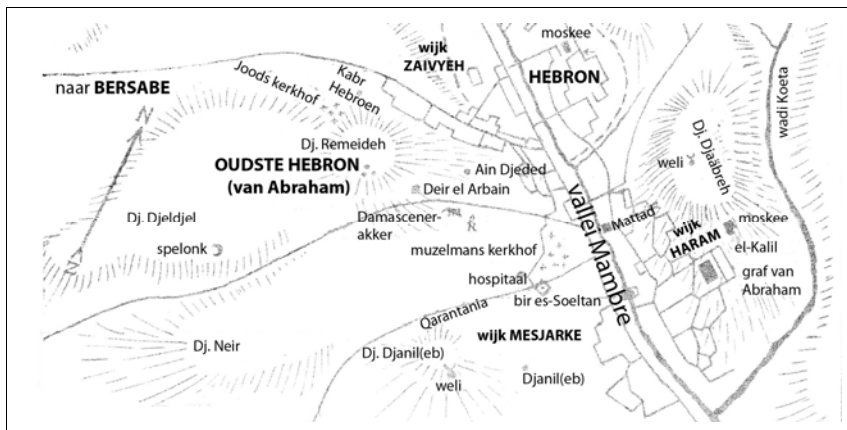 moskee
wijk
ZAIVYEH
HEBRON
naar BERSABE
Joods kerkhof
Kabr
Hebroen
Dj. Remeideh
OUDSTE HEBRON
(van Abraham)
Ain Djeded
Deir el Arbain
Damascener-
akker
Dj. Djeldjel
spelonk
muzelmans kerkhof
hospitaal
bir es-Soeltan
Qarantanla
Dj. Neir
Dj. Djanil(eb)
weli
wijk MESJARKE
Djanil(eb)
vallei Mambre
Mattad
wijk
HARAM
weli
Dj. Djaäbreh
moskee
el-Kalil
graf van
Abraham
wadi Koeta
N
Z